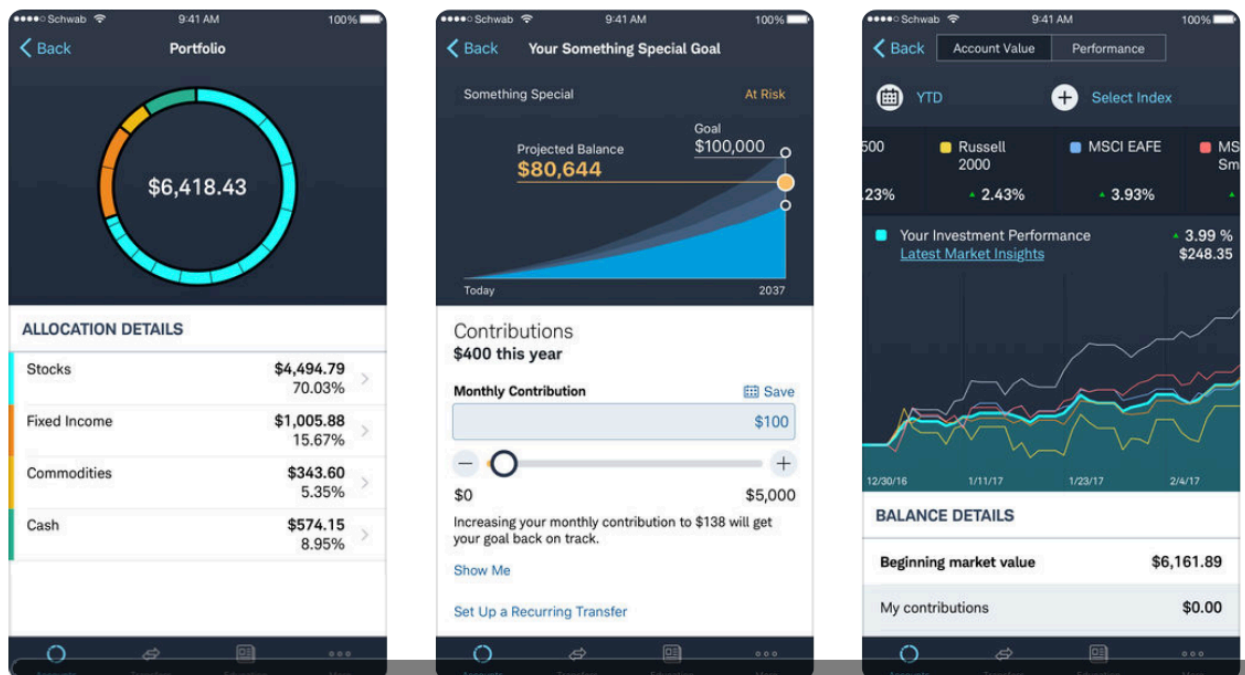 Schwab 9:41 AM 100%
Back Portfolio
$6,418.43
ALLOCATION DETAILS
Stocks $4,494.79
70.03%
Fixed Income $1,005.88
15.67%
Commodities $343.60
5.35%
Cash $574.15
8.95%
Schwab 9:41 AM 100%
Back Your Something Special Goal
Something Special At Risk
Goal
$100,000
Projected Balance
$80,644
Today 2037
Contributions
$400 this year
Monthly Contribution Save
$100
$0 $5,000
Increasing your monthly contribution to $138 will get
your goal back on track.
Show Me
Set Up a Recurring Transfer
Schwab 9:41 AM 100%
Back Account Value Performance
YTD Select Index
500 Russell MSCI EAFE MS
2000 Sm
.23% 2.43% 3.93%
Your Investment Performance 3.99 %
Latest Market Insights $248.35
12/30/16 1/11/17 1/23/17 2/4/17
BALANCE DETAILS
Beginning market value $6,161.89
My contributions $0.00